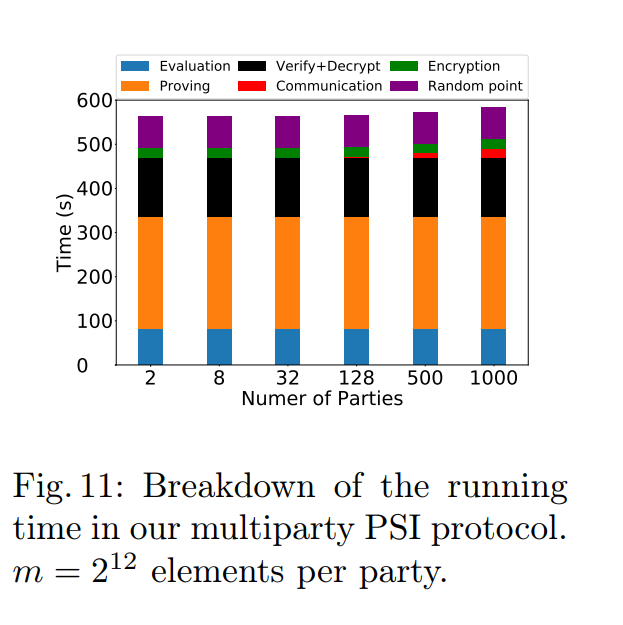 Evaluation Verify+Decrypt Encryption
Proving Communication Random point
600
500
400
300
200
100
0
Time (s)
2 8 32 128 500 1000
Numer of Parties
Fig. 11: Breakdown of the running
time in our multiparty PSI protocol.
m = 2¹² elements per party.